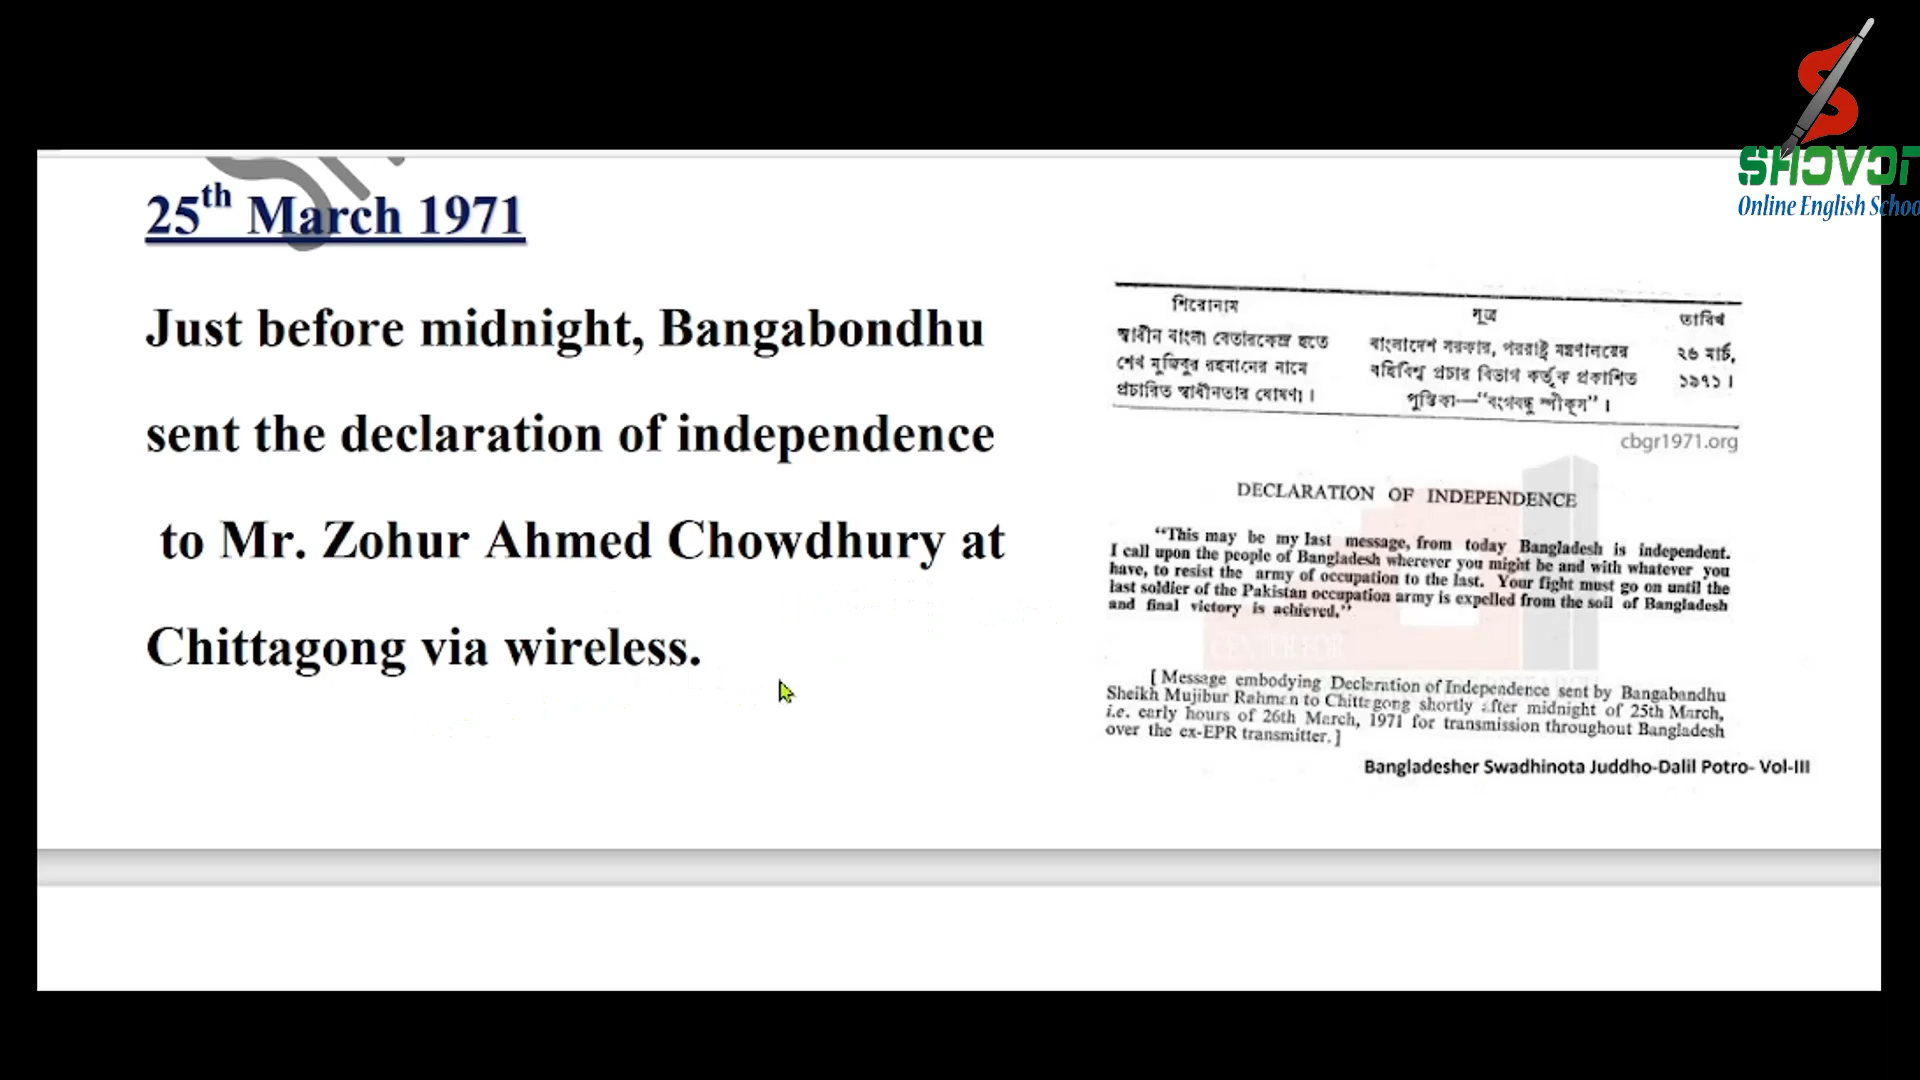 25th March 1971
Just before midnight, Bangabondhu
sent the declaration of independence
to Mr. Zohur Ahmed Chowdhury at
Chittagong via wireless.
শিরোনাম
সূত্র
তারিখ
স্বাধীন বাংলা বেতারকেন্দ্র হতে
শেখ মুজিবুর রহমানের নামে
প্রচারিত স্বাধীনতার ঘোষণা।
বাংলাদেশ সরকার, পররাষ্ট্র মন্ত্রণালয়ের
বহির্বিশ্ব প্রচার বিভাগ কর্তৃক প্রকাশিত
পুস্তিকা—“বংগবন্ধু স্পীক্‌স”।
২৬ মার্চ,
১৯৭১।
cbgr1971.org
DECLARATION OF INDEPENDENCE
“This may be my last message, from today Bangladesh is independent.
I call upon the people of Bangladesh wherever you might be and with whatever you
have, to resist the army of occupation to the last. Your fight must go on until the
last soldier of the Pakistan occupation army is expelled from the soil of Bangladesh
and final victory is achieved.”
[ Message embodying Declaration of Independence sent by Bangabandhu
Sheikh Mujibur Rahman to Chittagong shortly after midnight of 25th March,
i.e. early hours of 26th March, 1971 for transmission throughout Bangladesh
over the ex-EPR transmitter. ]
Bangladesher Swadhinota Juddho-Dalil Potro- Vol-III
SHOVON
Online English School